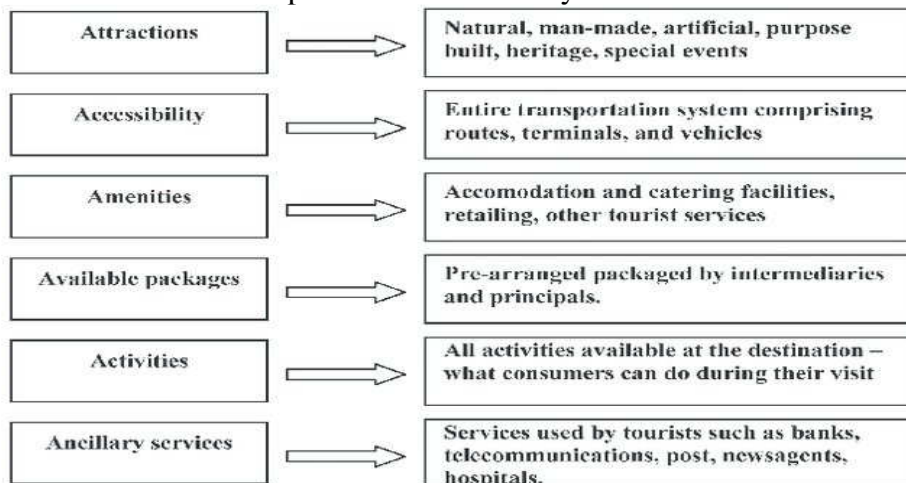 Attractions
Natural, man-made, artificial, purpose
built, heritage, special events
Accessibility
Entire transportation system comprising
routes, terminals, and vehicles
Amenities
Accomodation and catering facilities,
retailing, other tourist services
Available packages
Pre-arranged packaged by intermediaries
and principals.
Activities
All activities available at the destination –
what consumers can do during their visit
Ancillary services
Services used by tourists such as banks,
telecommunications, post, newsagents,
hospitals.